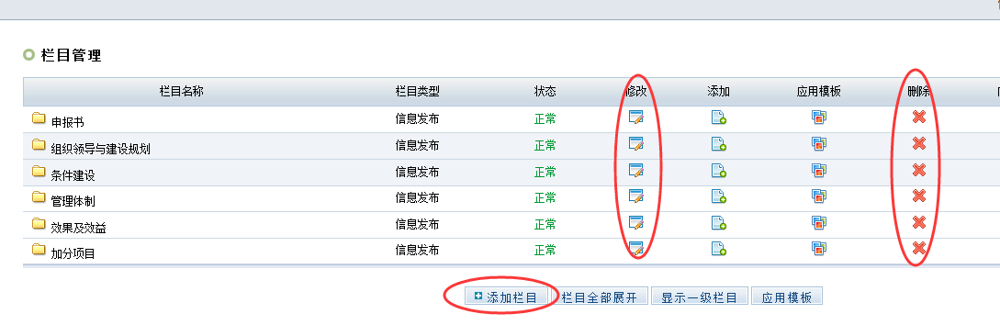 栏目管理
栏目名称 栏目类型 状态 修改 添加 应用模板 删除
申报书 信息发布 正常
组织领导与建设规划 信息发布 正常
条件建设 信息发布 正常
管理体制 信息发布 正常
效果及效益 信息发布 正常
加分项目 信息发布 正常
添加栏目 栏目全部展开 显示一级栏目 应用模板